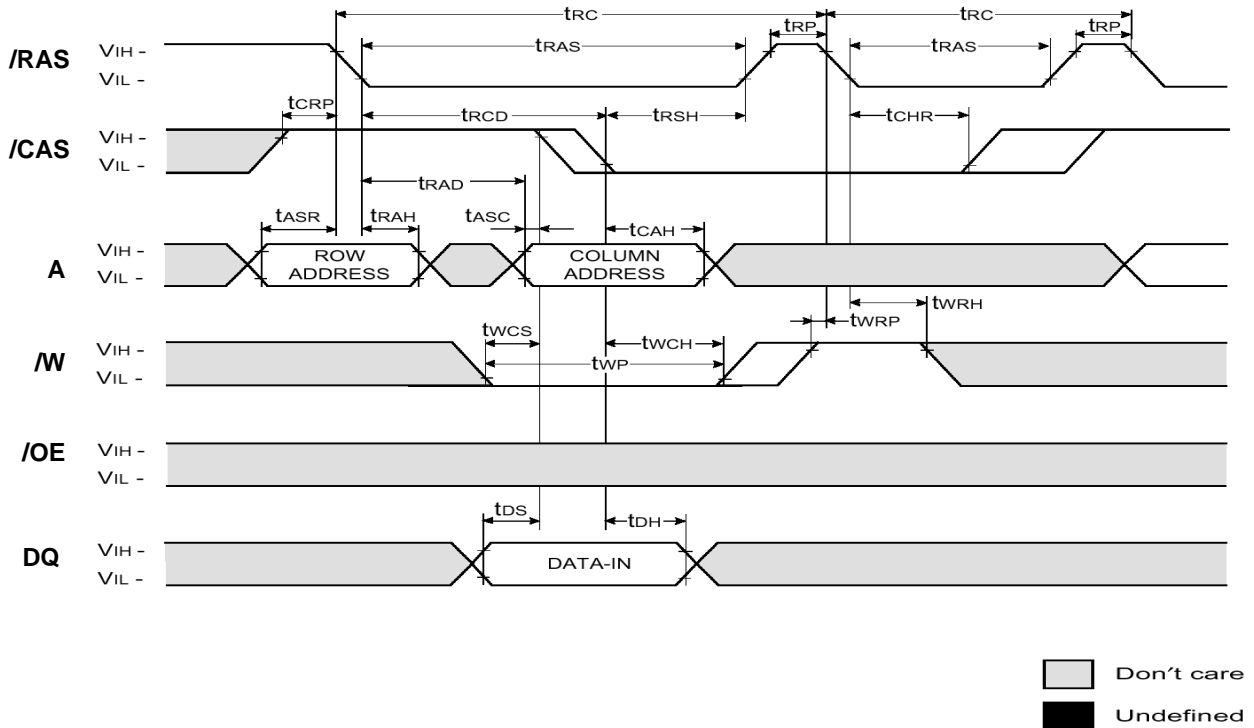 tRC tRC
tRP tRP
/RAS VIH -
tRAS tRAS
VIL -
tCRP tRCD tRSH tCHR
/CAS VIH -
VIL -
tRAD
tASR tRAH tASC tCAH
A VIH -
ROW ADDRESS
COLUMN ADDRESS
VIL -
tWRH
tWRP
tWCS tWCH
/W VIH -
tWP
VIL -
/OE VIH -
VIL -
tDS tDH
DQ VIH -
DATA-IN
VIL -
Don't care
Undefined